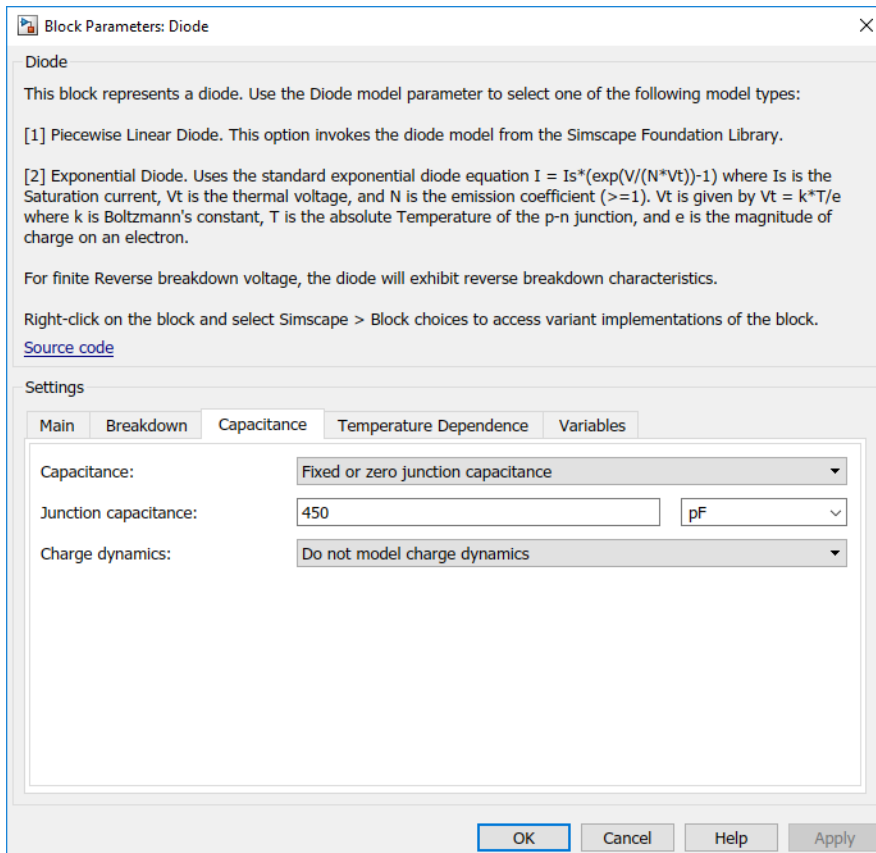 Block Parameters: Diode
Diode
This block represents a diode. Use the Diode model parameter to select one of the following model types:
[1] Piecewise Linear Diode. This option invokes the diode model from the Simscape Foundation Library.
[2] Exponential Diode. Uses the standard exponential diode equation I = Is*(exp(V/(N*Vt))-1) where Is is the
Saturation current, Vt is the thermal voltage, and N is the emission coefficient (>=1). Vt is given by Vt = k*T/e
where k is Boltzmann's constant, T is the absolute Temperature of the p-n junction, and e is the magnitude of
charge on an electron.
For finite Reverse breakdown voltage, the diode will exhibit reverse breakdown characteristics.
Right-click on the block and select Simscape > Block choices to access variant implementations of the block.
Source code
Settings
Main Breakdown Capacitance Temperature Dependence Variables
Capacitance: Fixed or zero junction capacitance
Junction capacitance: 450 pF
Charge dynamics: Do not model charge dynamics
OK Cancel Help Apply